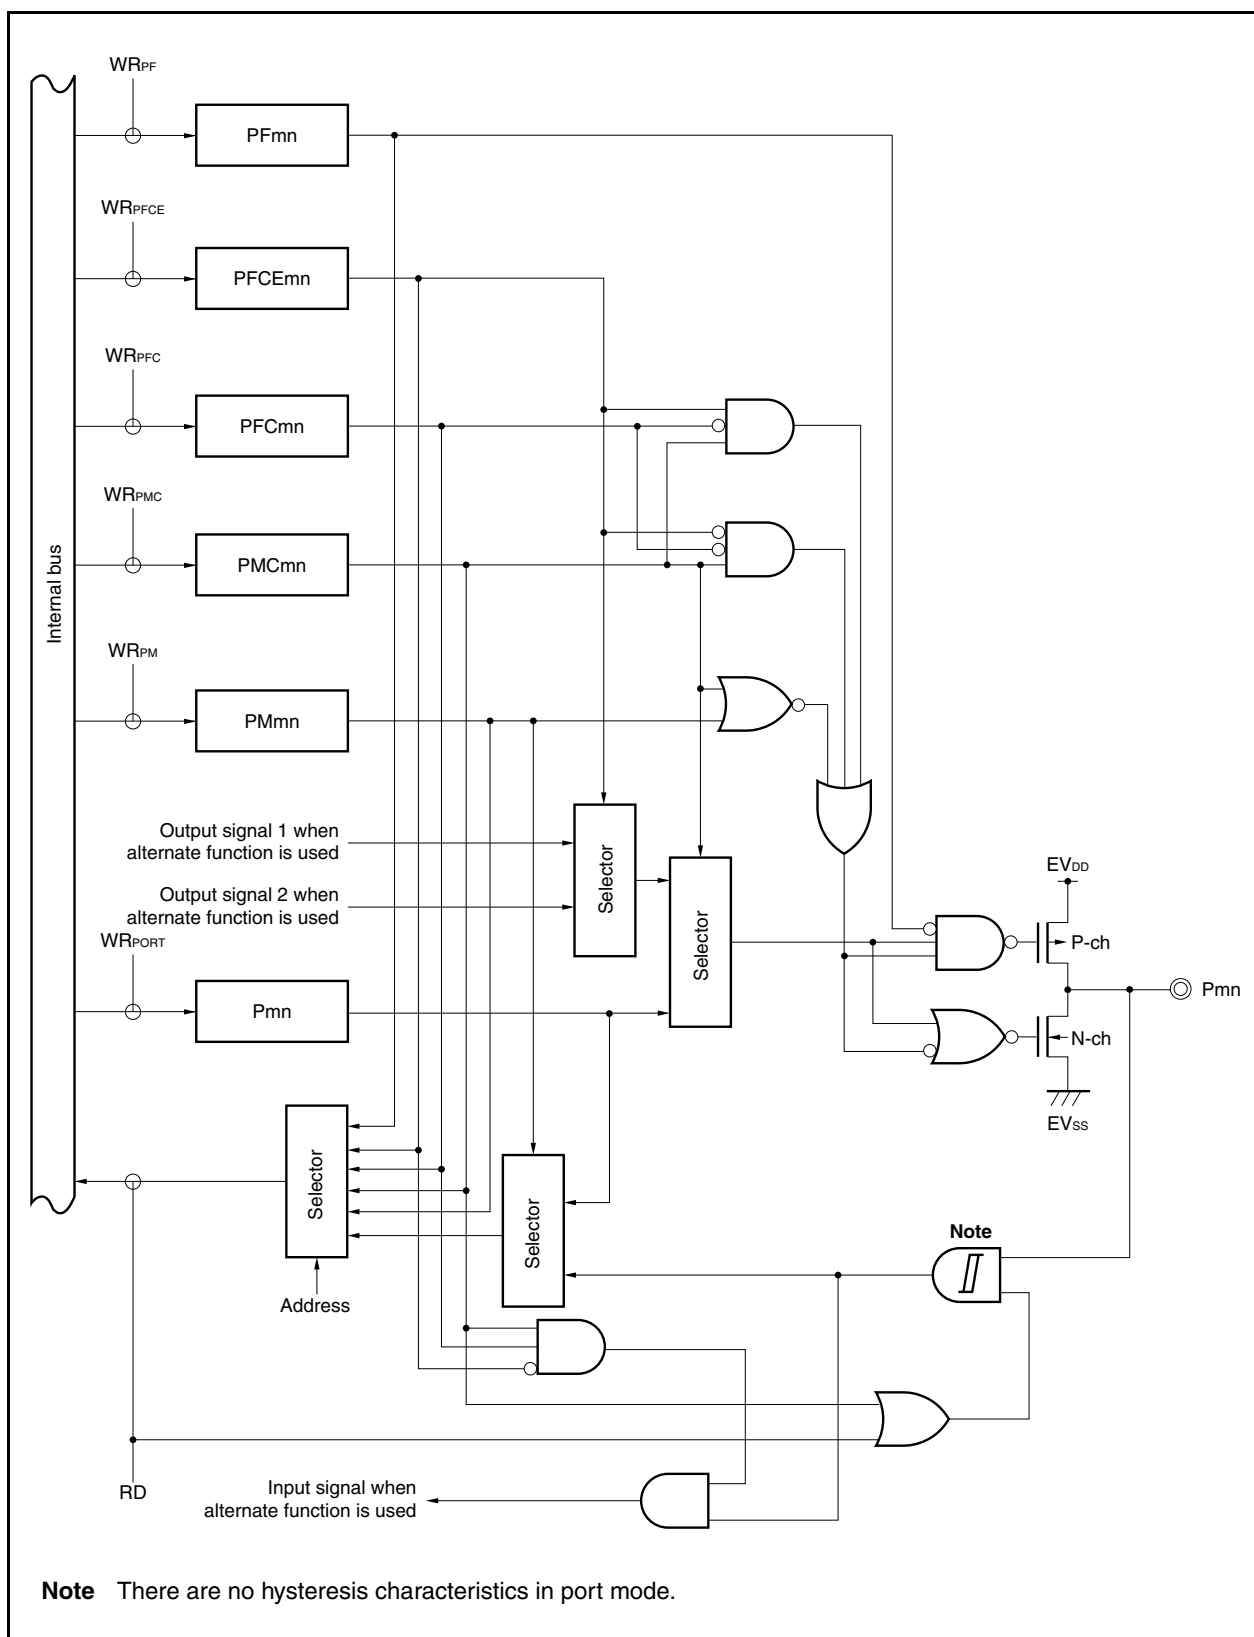 WRPF
PFmn
WRPFCE
PFCEmn
WRPFC
PFCmn
WRPMC
PMCmn
Internal bus
WRPM
PMmn
Output signal 1 when
alternate function is used
Output signal 2 when
alternate function is used
Selector
Selector
WRPORT
Pmn
EVDD
P-ch
Pmn
N-ch
EVSS
Selector
Selector
Address
Note
RD
Input signal when
alternate function is used
Note There are no hysteresis characteristics in port mode.